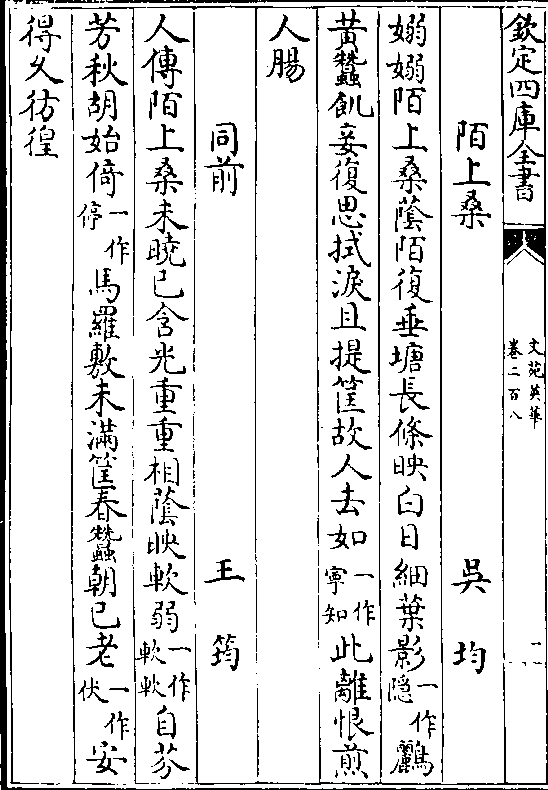 欽定四庫全書
文苑英華
卷二百八
二
陌上桑 吳均
嫋嫋陌上桑蔭陌復垂塘長條映白日細葉影一作隱鸝
黃蠶飢妾復思拭淚且提筐故人去如一作寧知此離恨煎
人腸
同前 王筠
人傳陌上桑未曉已含光重重相蔭映軟弱一作軟軟自芬
芳秋胡始倚一作停馬羅敷未滿筐春蠶朝已老一作伏安
得久彷徨